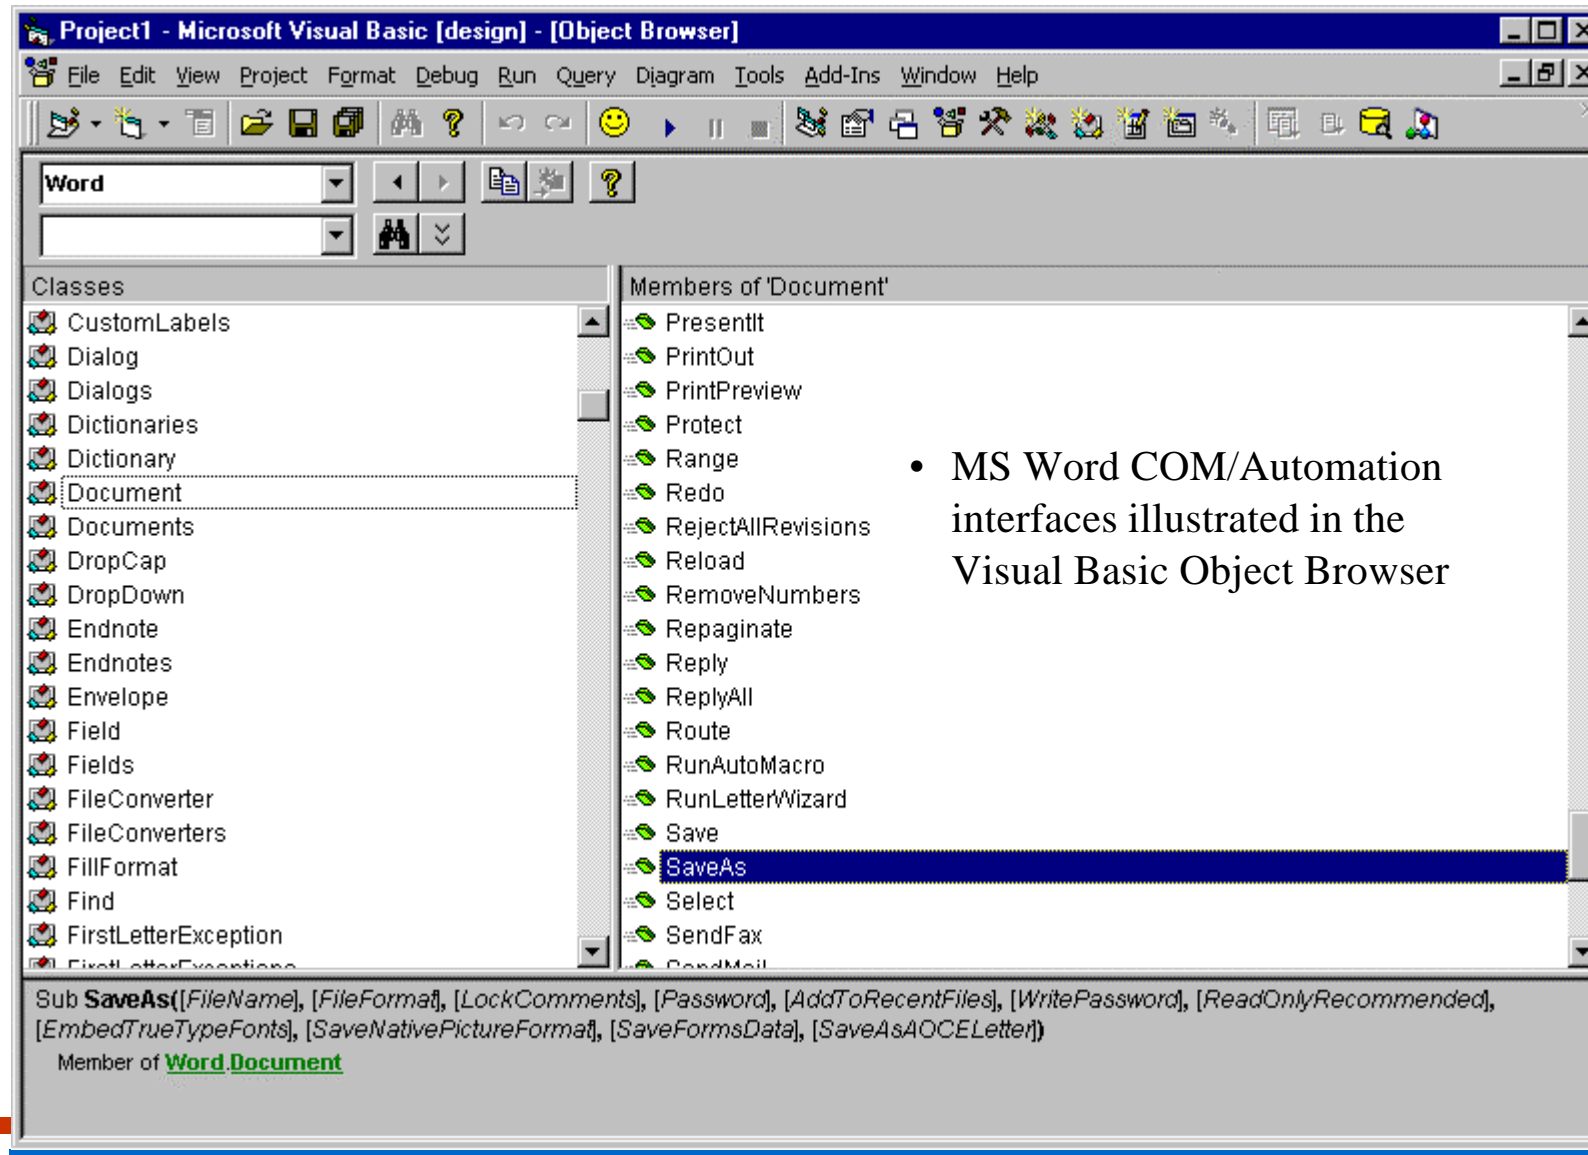 Project1 - Microsoft Visual Basic [design] - [Object Browser]
File Edit View Project Format Debug Run Query Diagram Tools Add-Ins Window Help
Word
Classes
CustomLabels
Dialog
Dialogs
Dictionaries
Dictionary
Document
Documents
DropCap
DropDown
Endnote
Endnotes
Envelope
Field
Fields
FileConverter
FileConverters
FillFormat
Find
FirstLetterException
FirstLetterExceptions
Members of 'Document'
PresentIt
PrintOut
PrintPreview
Protect
Range
Redo
RejectAllRevisions
Reload
RemoveNumbers
Repaginate
Reply
ReplyAll
Route
RunAutoMacro
RunLetterWizard
Save
SaveAs
Select
SendFax
SendMail
• MS Word COM/Automation
interfaces illustrated in the
Visual Basic Object Browser
Sub SaveAs([FileName], [FileFormat], [LockComments], [Password], [AddToRecentFiles], [WritePassword], [ReadOnlyRecommended],
[EmbedTrueTypeFonts], [SaveNativePictureFormat], [SaveFormsData], [SaveAsAOCELetter])
Member of Word.Document